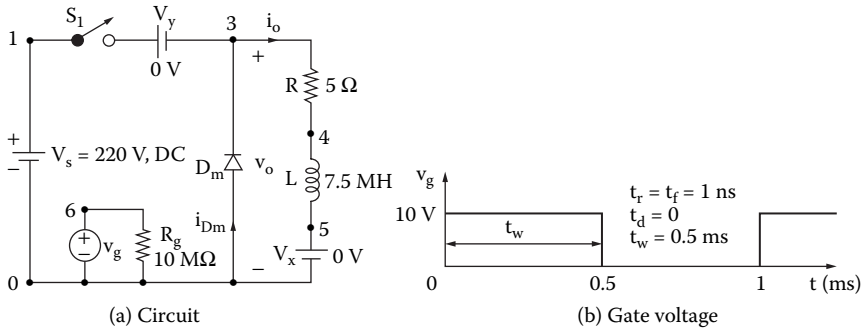 S1
Vy
0 V
1
3
io
+
R
5 Ω
4
+
−
Vs = 220 V, DC
Dm
vo
L
7.5 MH
6
+
−
vg
Rg
10 MΩ
iDm
5
Vx
0 V
−
0
(a) Circuit
vg
10 V
tw
tr = tf = 1 ns
td = 0
tw = 0.5 ms
0
0.5
1
t (ms)
(b) Gate voltage